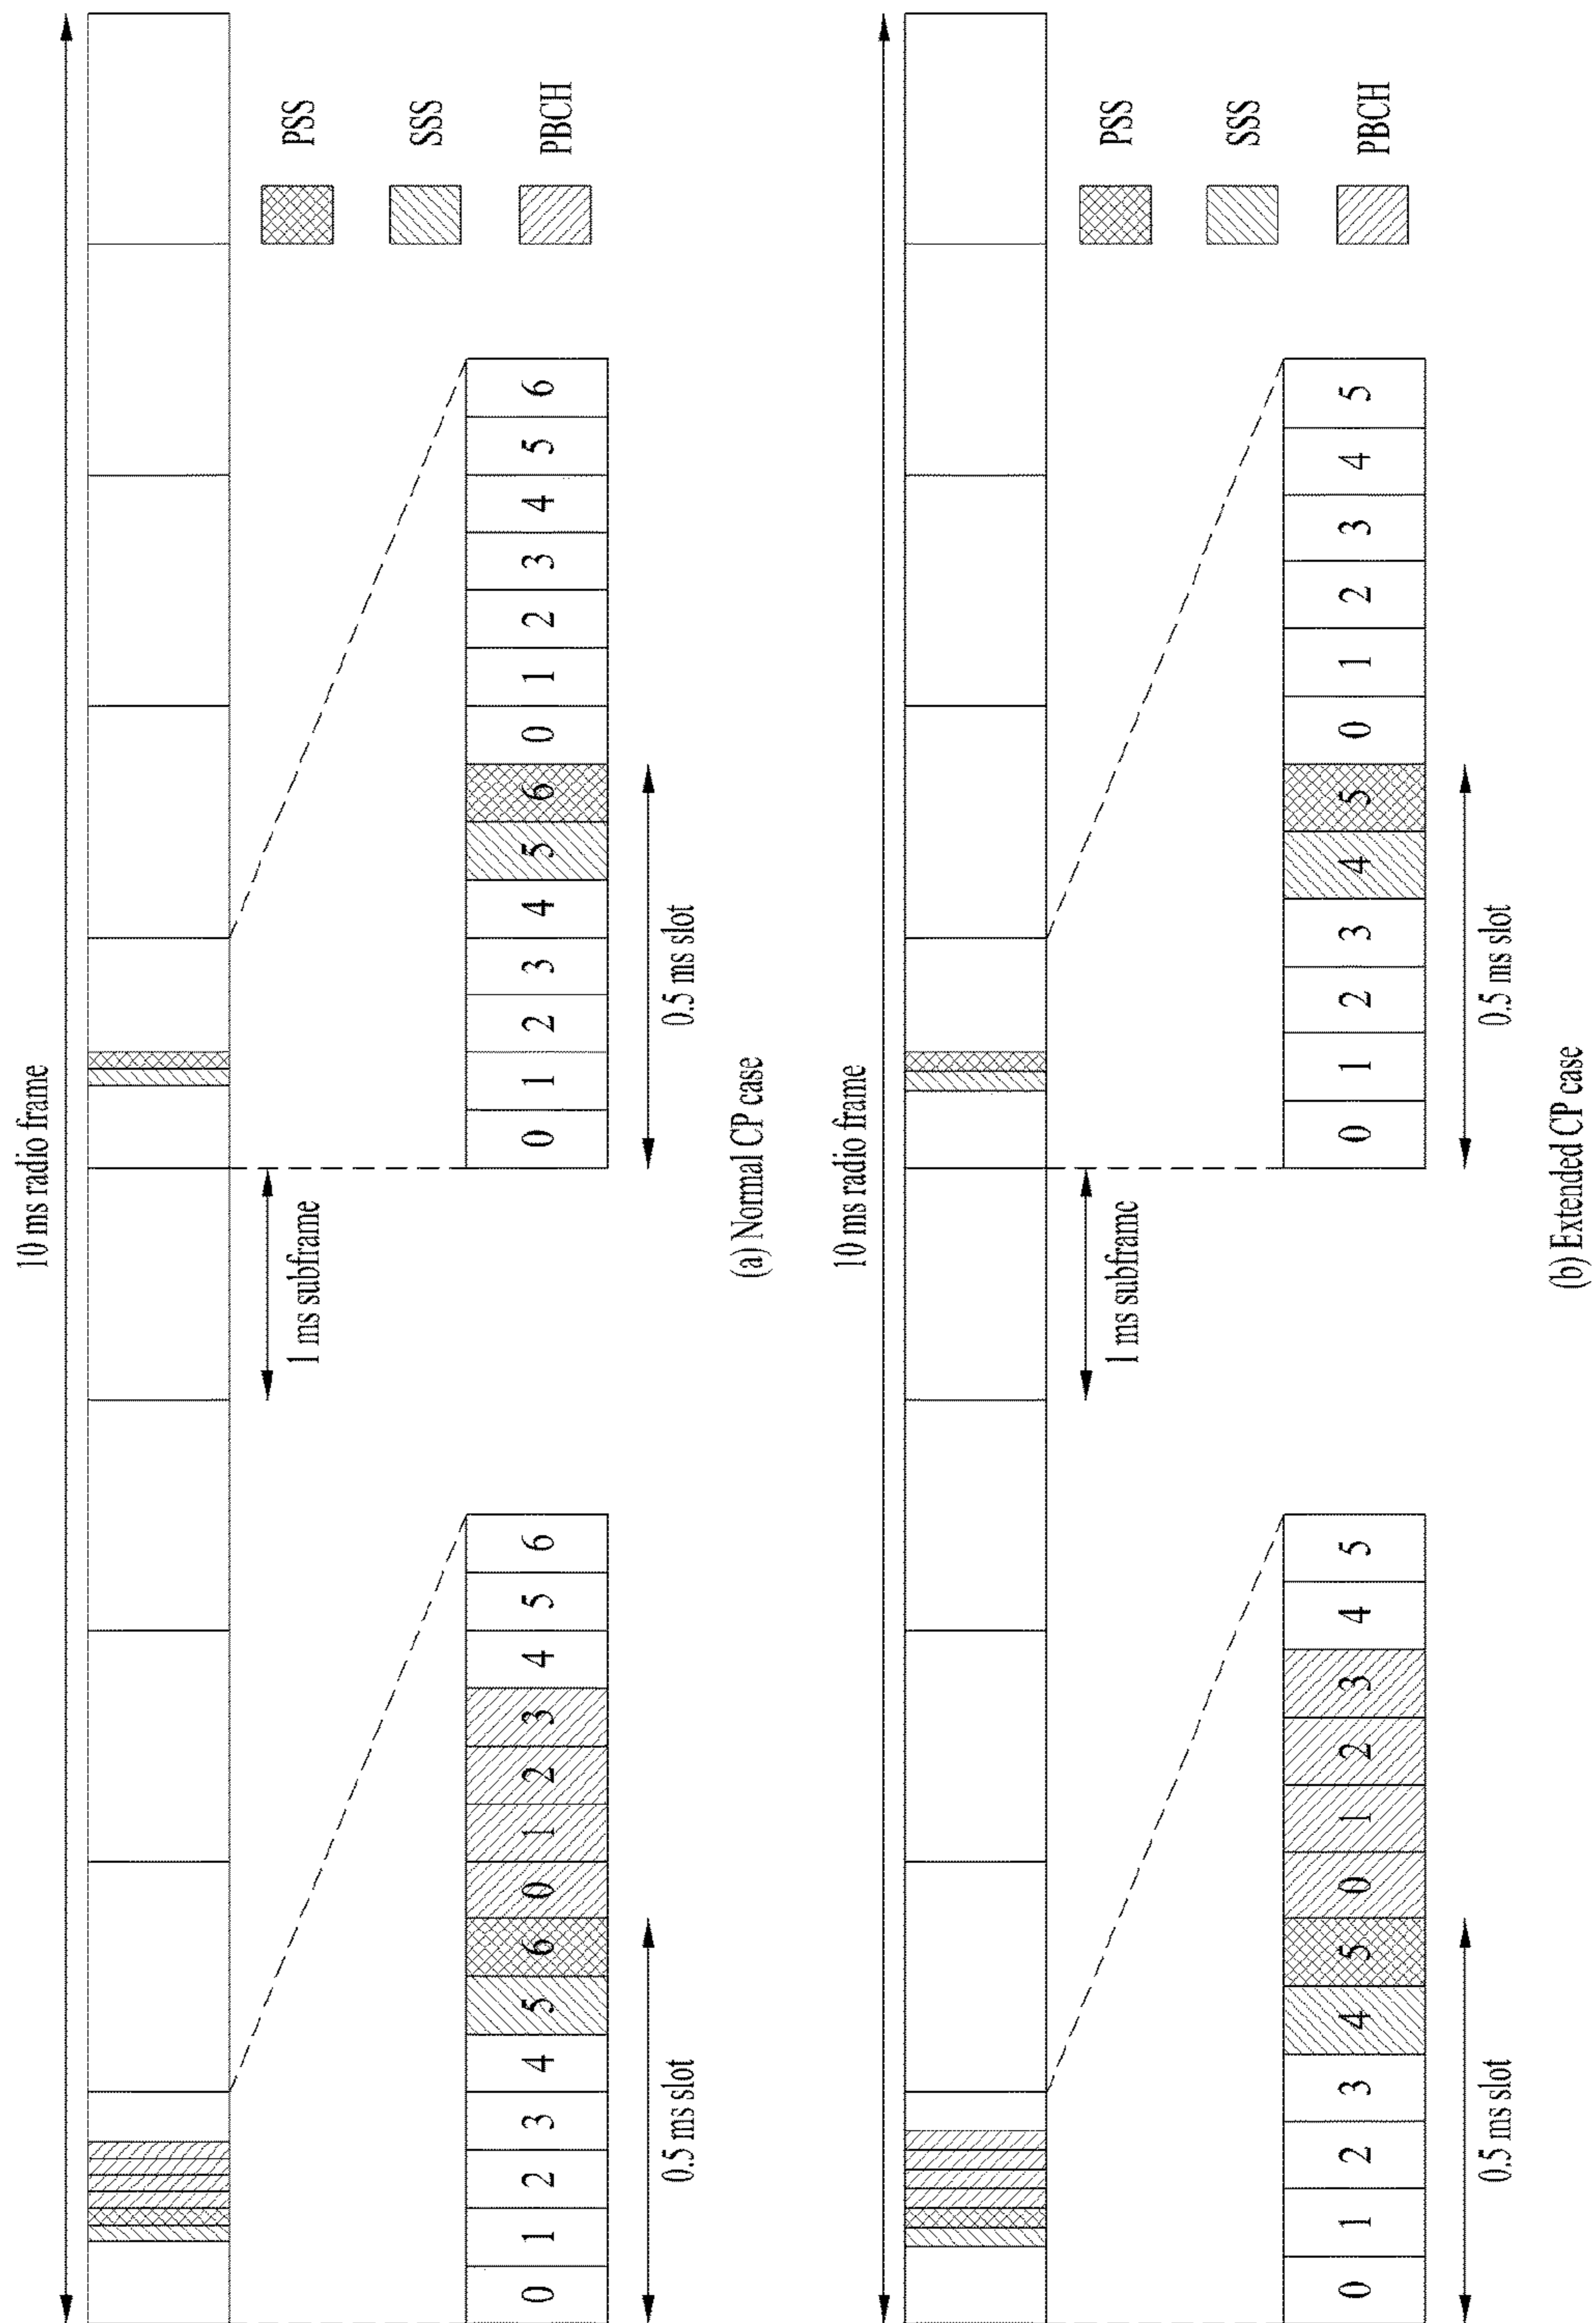 10 ms radio frame
1 ms subframe
PSS
SSS
PBCH
0 1 2 3 4 5 6 0 1 2 3 4 5 6
0 1 2 3 4 5 6 0 1 2 3 4 5 6
0.5 ms slot
0.5 ms slot
(a) Normal CP case
10 ms radio frame
1 ms subframe
PSS
SSS
PBCH
0 1 2 3 4 5 0 1 2 3 4 5
0 1 2 3 4 5 0 1 2 3 4 5
0.5 ms slot
0.5 ms slot
(b) Extended CP case